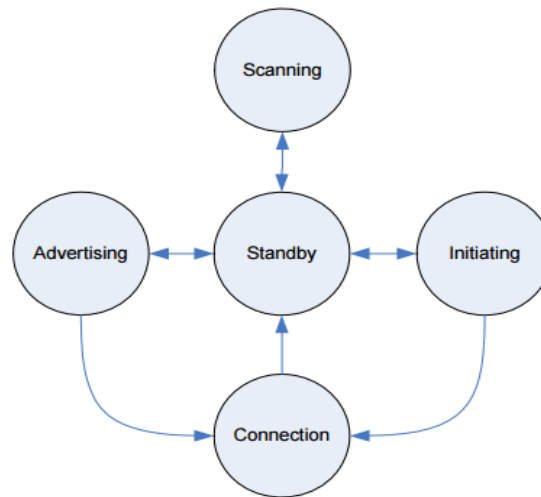 Scanning
Advertising
Standby
Initiating
Connection